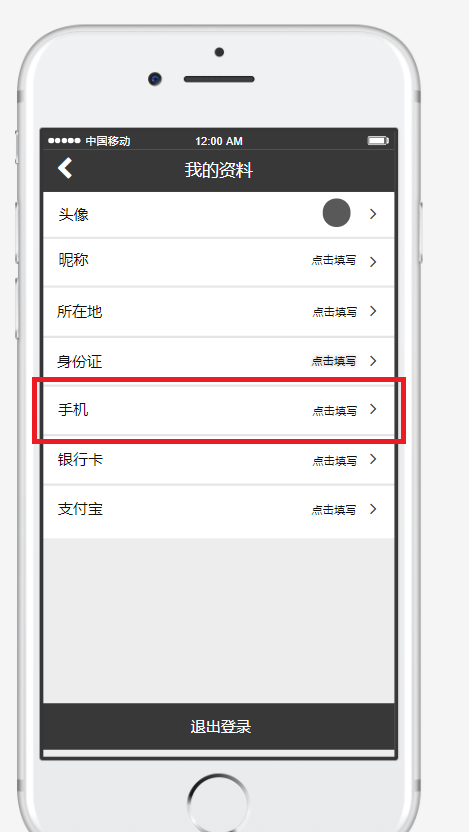 中国移动 12:00 AM
我的资料
头像
昵称 点击填写
所在地 点击填写
身份证 点击填写
手机 点击填写
银行卡 点击填写
支付宝 点击填写
退出登录